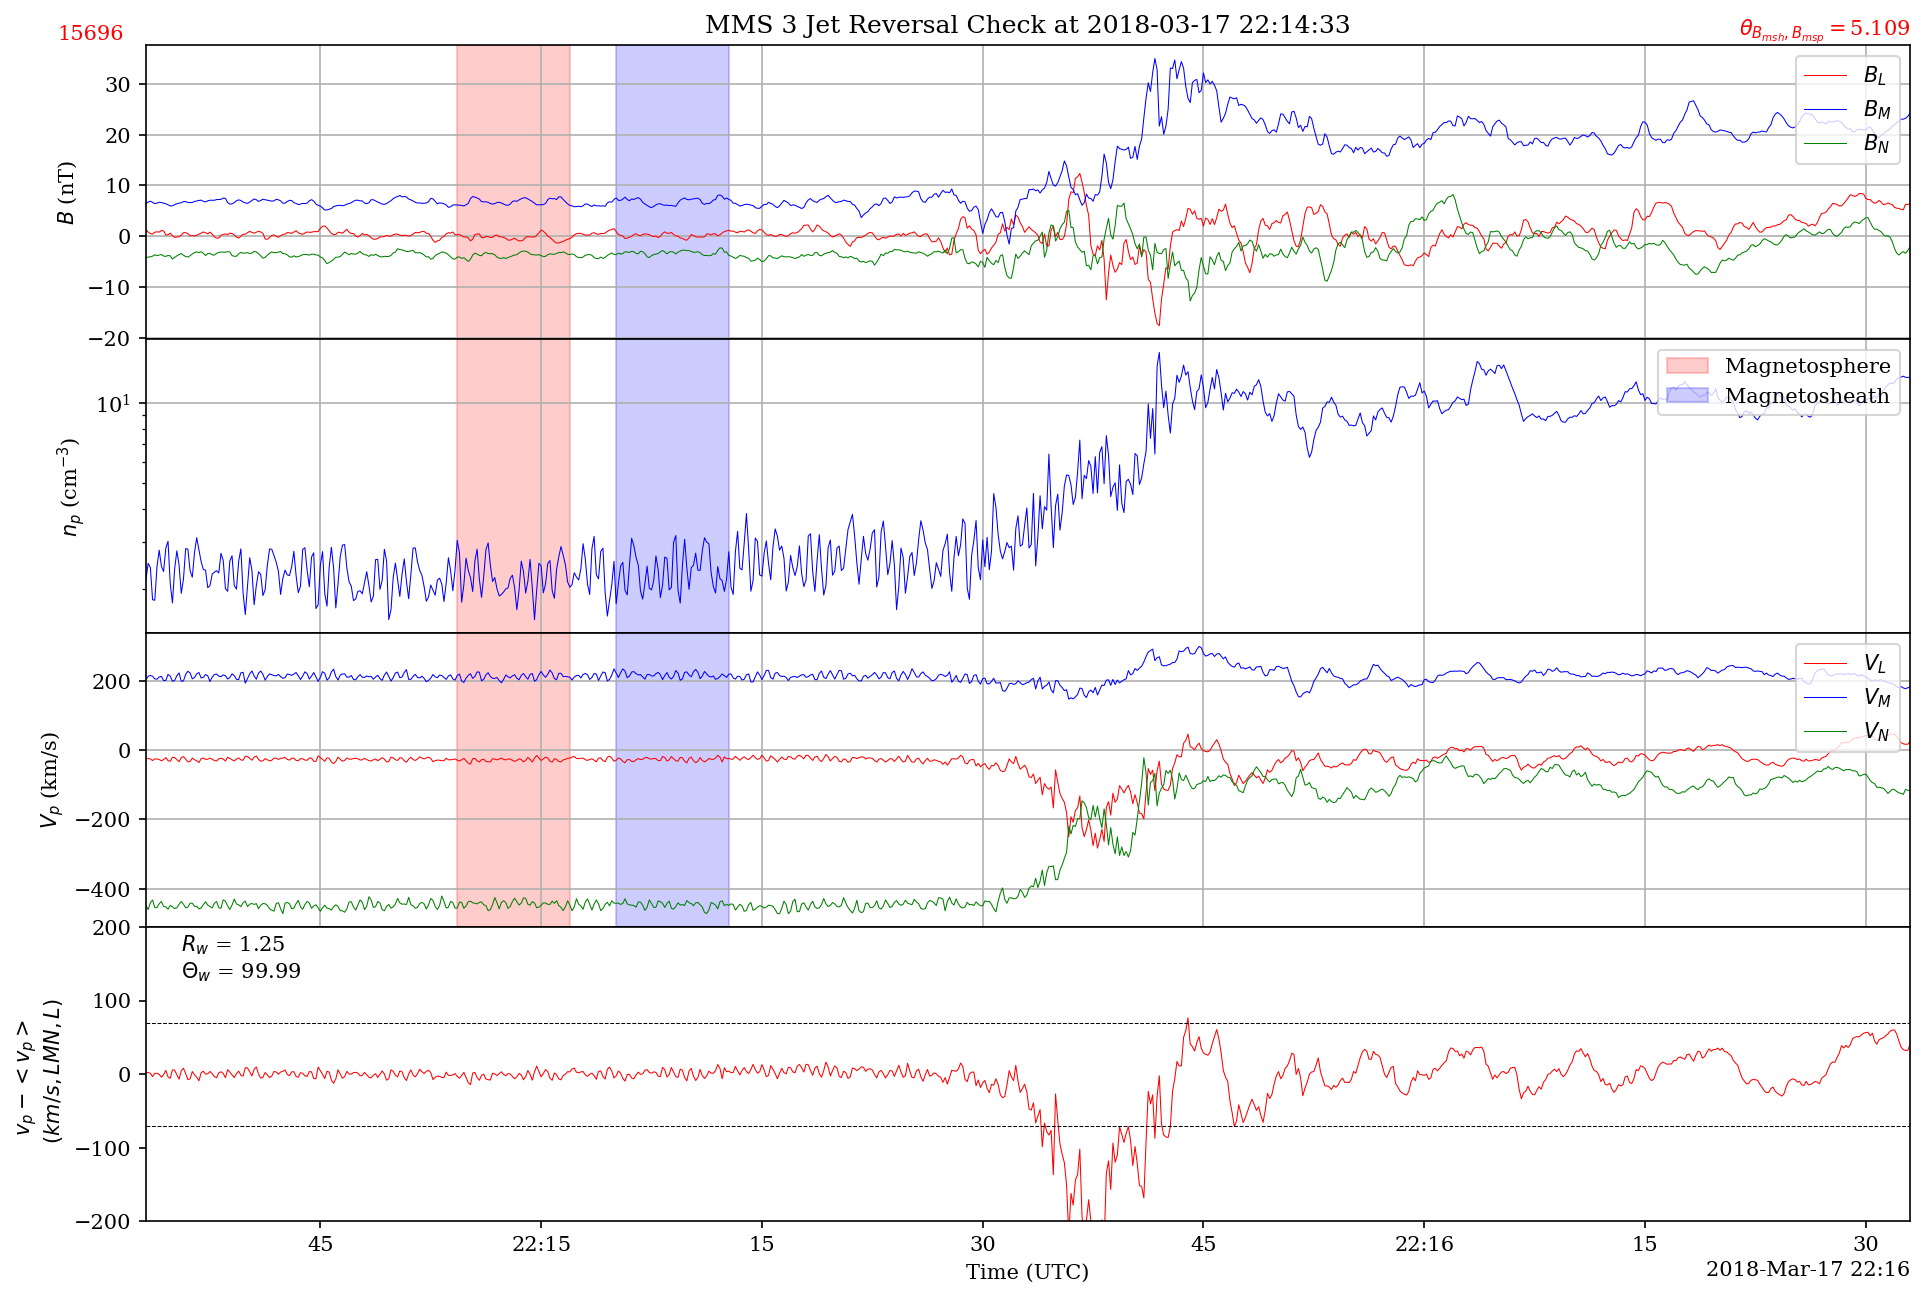 15696
MMS 3 Jet Reversal Check at 2018-03-17 22:14:33
θ_{B_{msh}, B_{msp}} = 5.109
30
20
10
0
−10
−20
B (nT)
B_L
B_M
B_N
10^1
n_p (cm^{−3})
Magnetosphere
Magnetosheath
200
0
−200
−400
V_p (km/s)
V_L
V_M
V_N
200
100
0
−100
−200
v_p − < v_p >
(km/s, LMN, L)
R_w = 1.25
Θ_w = 99.99
45
22:15
15
30
45
22:16
15
30
Time (UTC)
2018-Mar-17 22:16